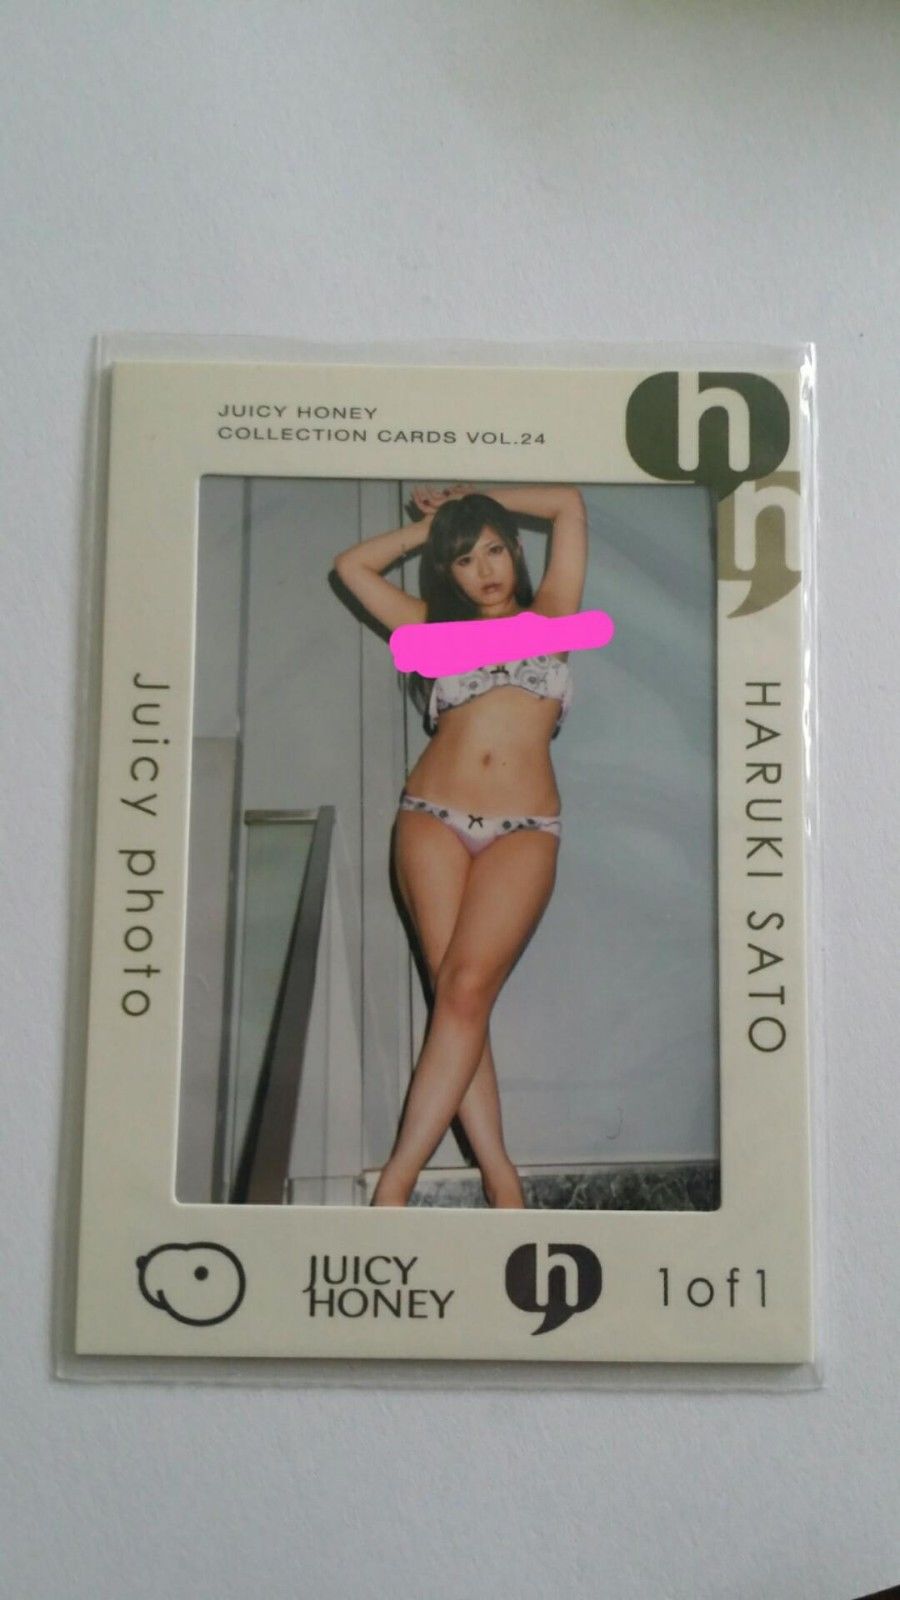 JUICY HONEY
COLLECTION CARDS VOL.24
h
h
Juicy photo
HARUKI SATO
JUICY
HONEY
h
1of1